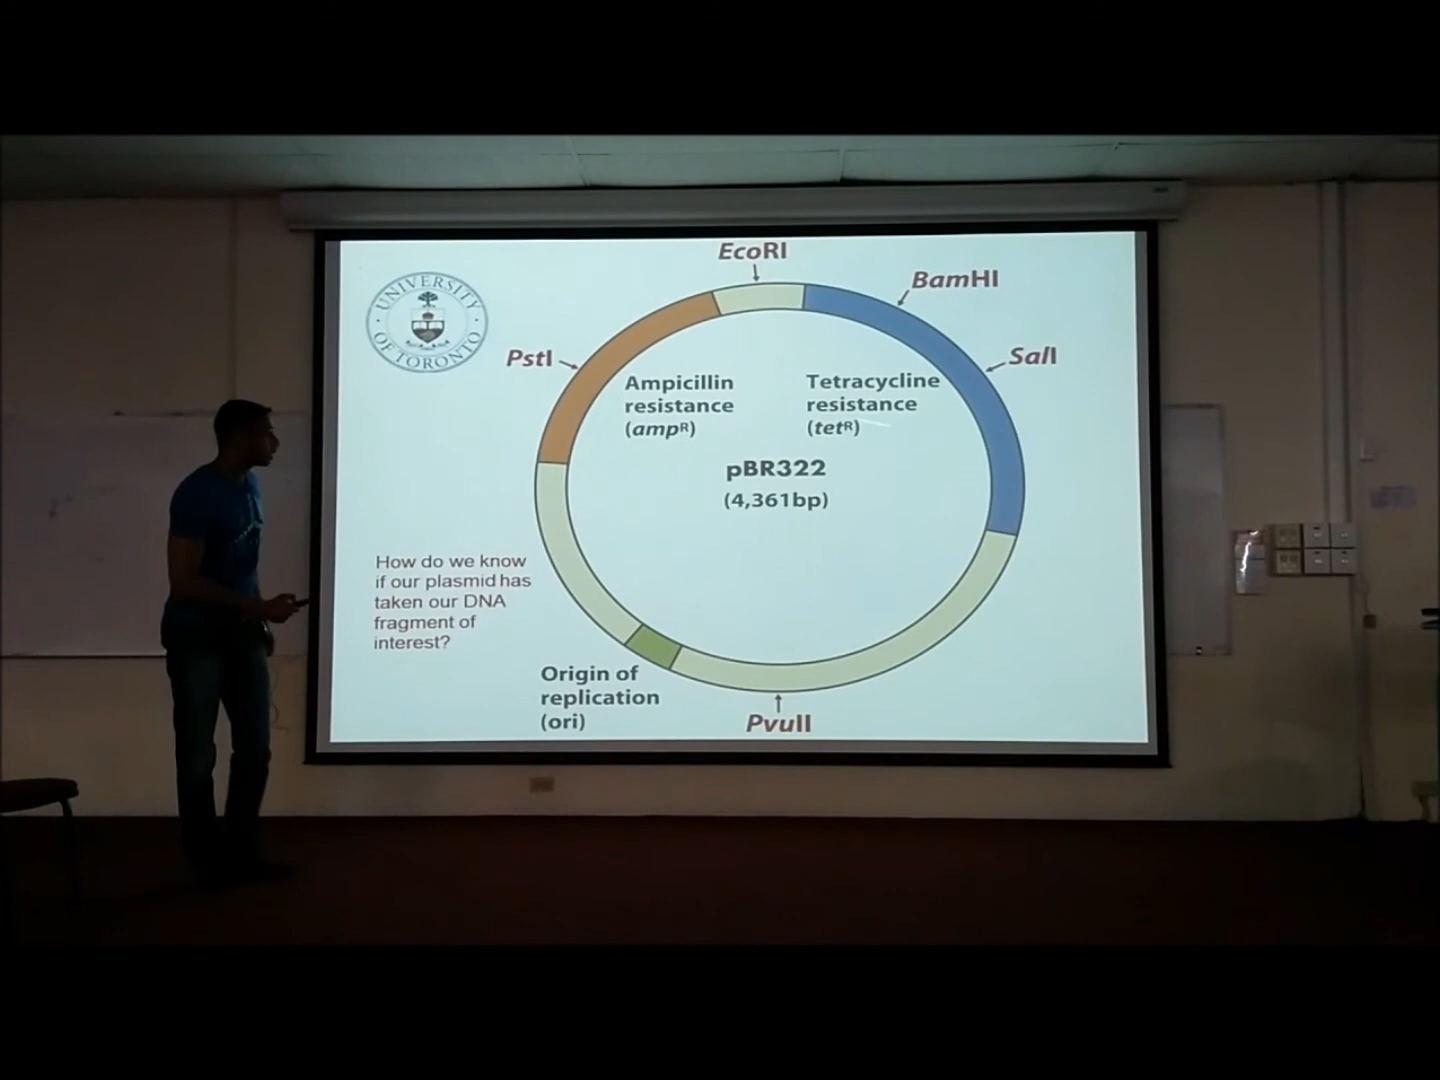 EcoRI
BamHI
UNIVERSITY
OF TORONTO
PstI
SalI
Ampicillin
resistance
(ampR)
Tetracycline
resistance
(tetR)
pBR322
(4,361bp)
How do we know
if our plasmid has
taken our DNA
fragment of
interest?
Origin of
replication
(ori)
PvuII